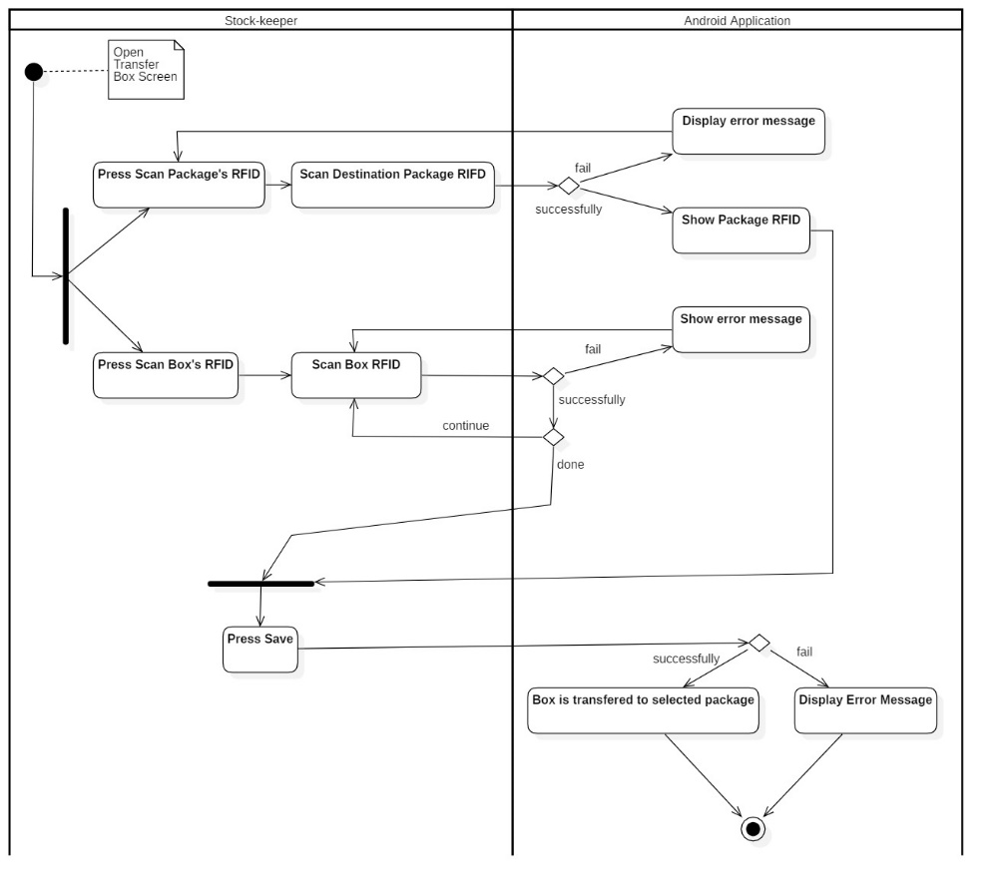 Stock-keeper
Android Application
Open
Transfer
Box Screen
Display error message
Press Scan Package's RFID
Scan Destination Package RIFD
fail
successfully
Show Package RFID
Show error message
Press Scan Box's RFID
Scan Box RFID
fail
successfully
continue
done
Press Save
successfully
fail
Box is transfered to selected package
Display Error Message